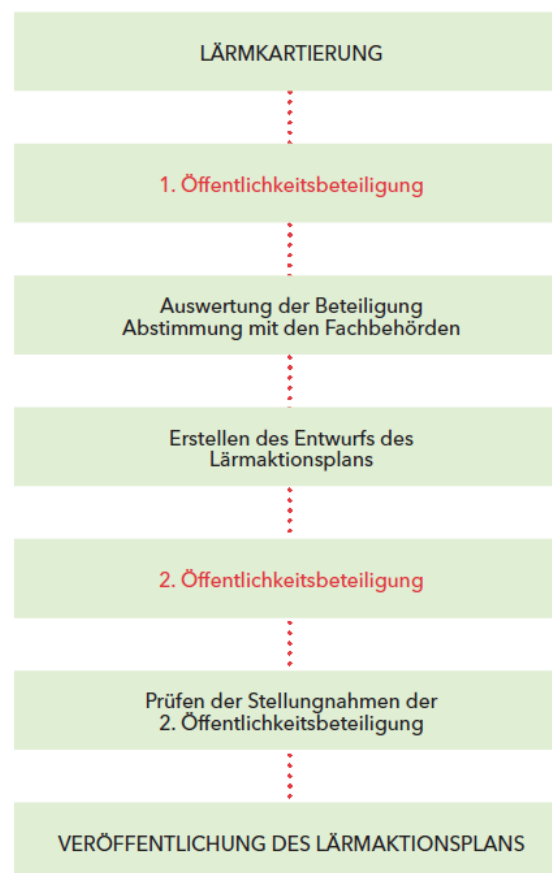 LÄRMKARTIERUNG
1. Öffentlichkeitsbeteiligung
Auswertung der Beteiligung
Abstimmung mit den Fachbehörden
Erstellen des Entwurfs des
Lärmaktionsplans
2. Öffentlichkeitsbeteiligung
Prüfen der Stellungnahmen der
2. Öffentlichkeitsbeteiligung
VERÖFFENTLICHUNG DES LÄRMAKTIONSPLANS